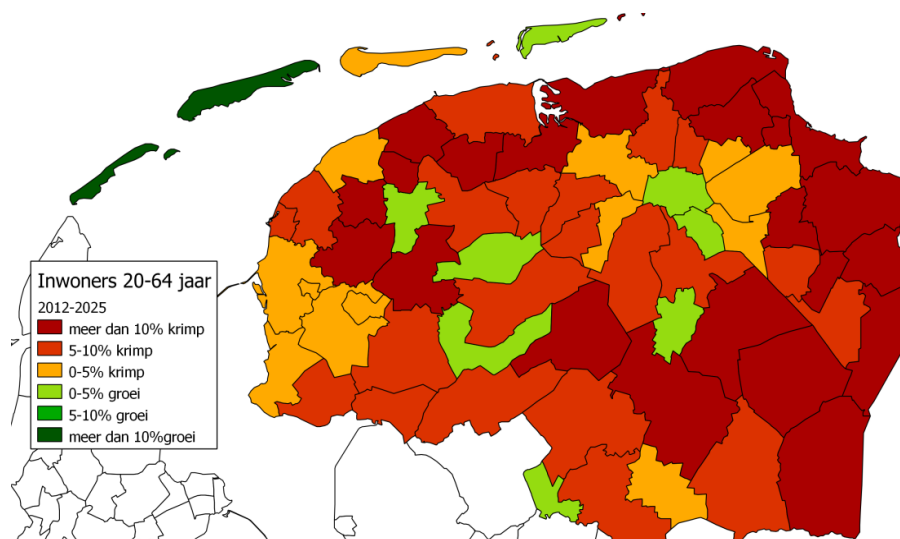 Inwoners 20-64 jaar
2012-2025
meer dan 10% krimp
5-10% krimp
0-5% krimp
0-5% groei
5-10% groei
meer dan 10%groei